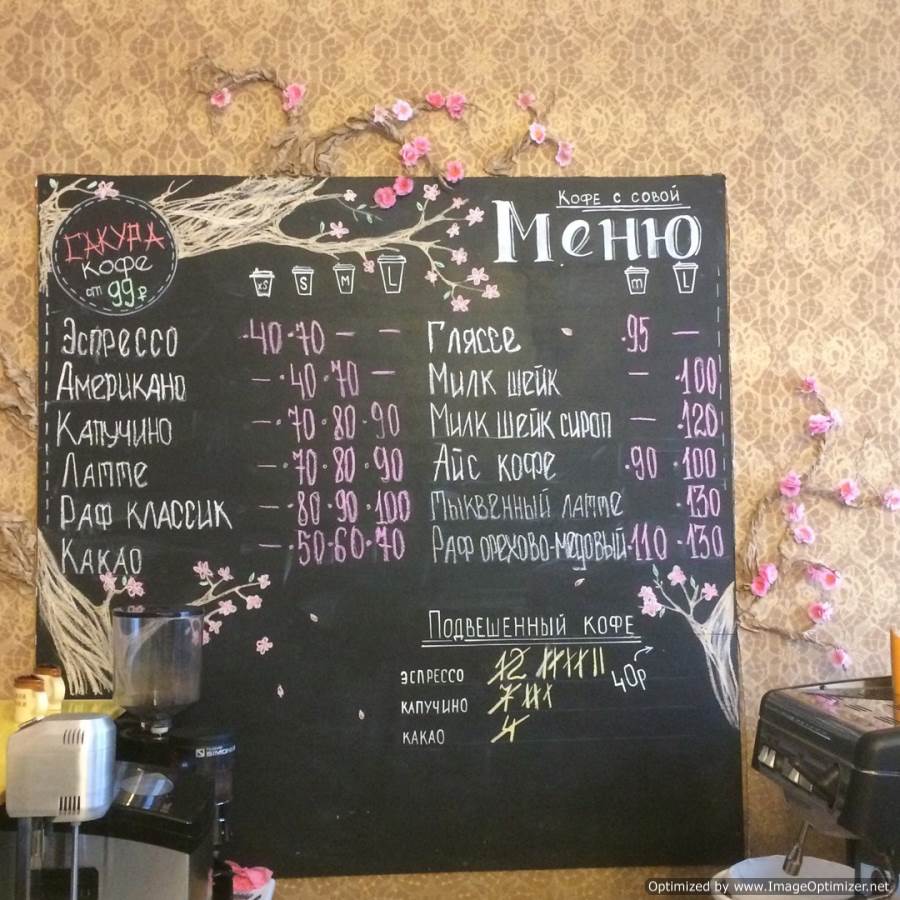 Кофе с совой
Меню
САКУРА
кофе
от 99₽
XS S M L
Эспрессо 40 70 — —
Американо — 40 70 —
Капучино — 70 80 90
Латте — 70 80 90
Раф классик — 80 90 100
Какао — 50 60 70
m L
Гляссе 95 —
Милк шейк — 100
Милк шейк сироп — 120
Айс кофе 90 100
Тыквенный латте 130
Раф орехово-медовый 110 130
Подвешенный кофе
эспрессо 12
40р
капучино 7
какао 4
SIMON
Optimized by www.ImageOptimizer.net